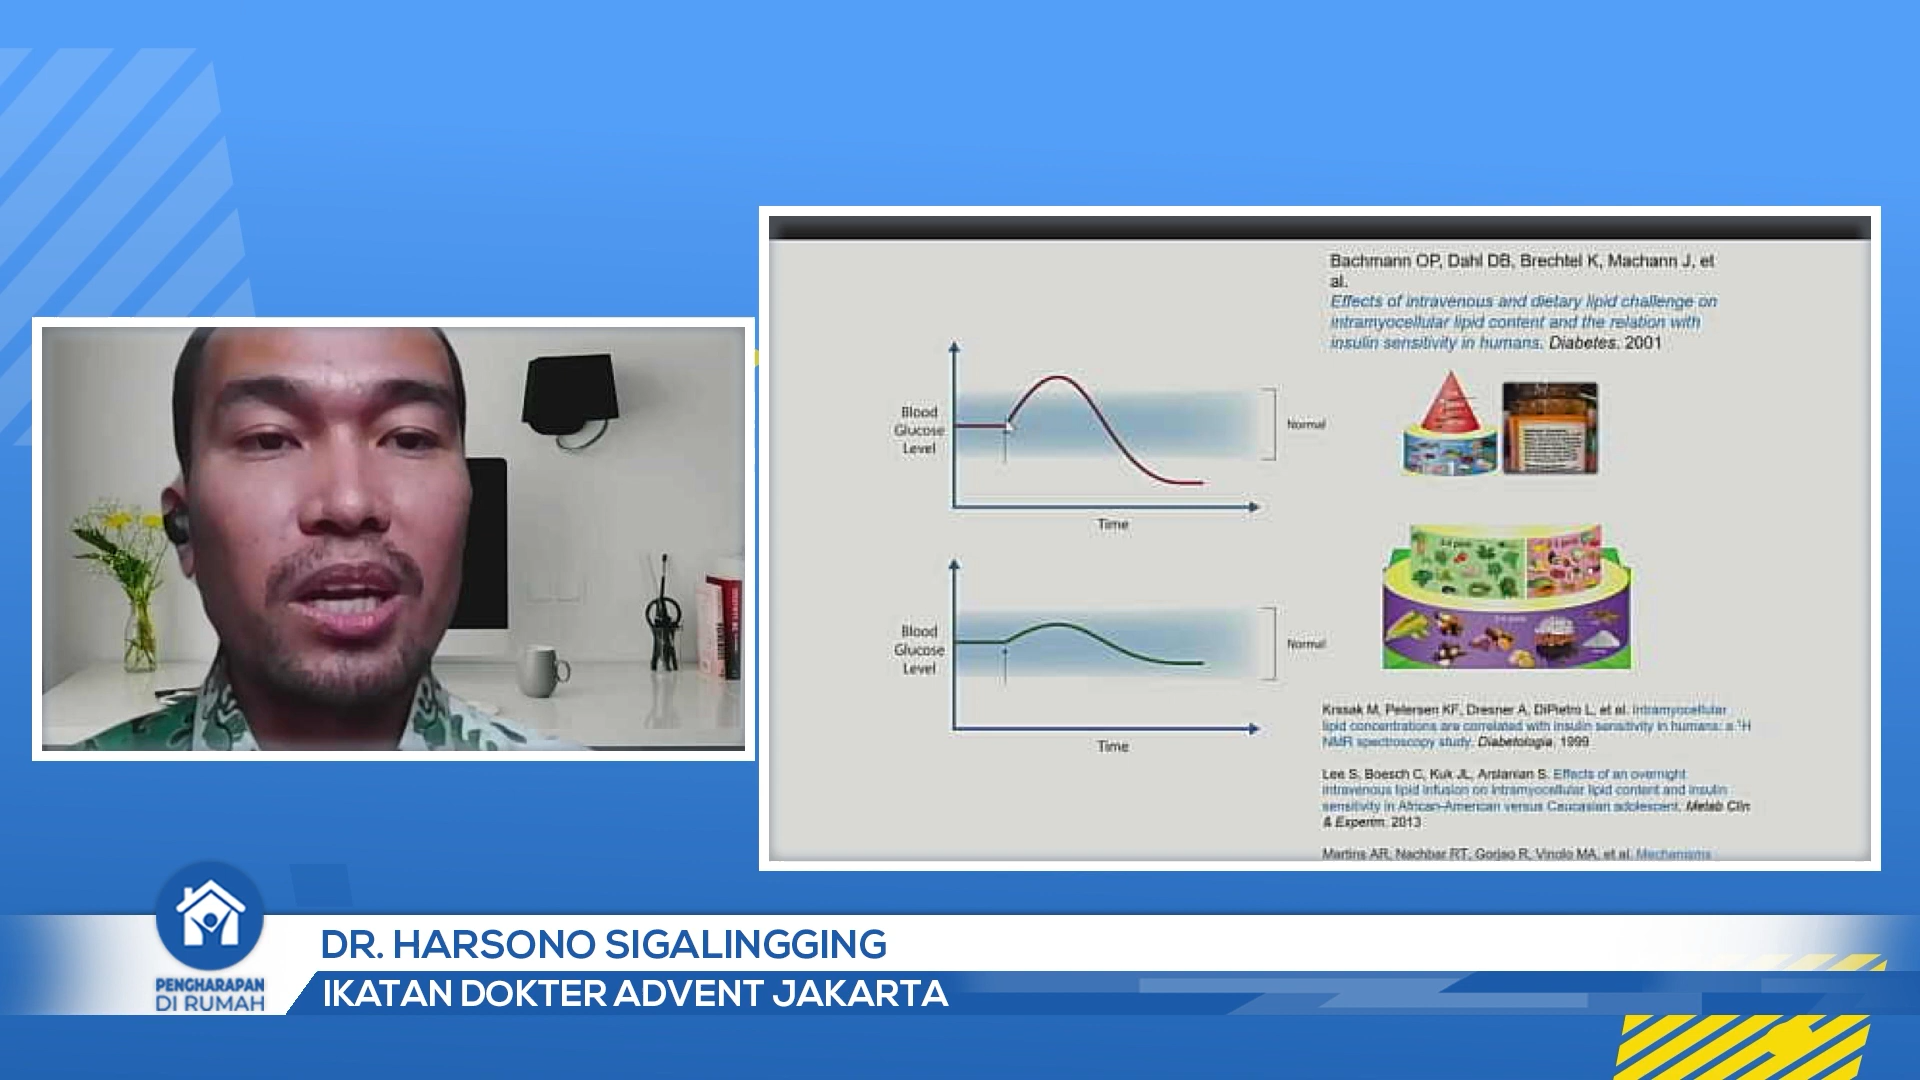 Bachmann OP, Dahl DB, Brechtel K, Machann J, et
al.
Effects of intravenous and dietary lipid challenge on
intramyocellular lipid content and the relation with
insulin sensitivity in humans. Diabetes. 2001
Blood
Glucose
Level
Normal
Time
Blood
Glucose
Level
Normal
Time
Krssak M, Petersen KF, Dresner A, DiPietro L, et al. Intramyocellular
lipid concentrations are correlated with insulin sensitivity in humans: a ¹H
NMR spectroscopy study. Diabetologia. 1999
Lee S, Boesch C, Kuk JL, Arslanian S. Effects of an overnight
intravenous lipid infusion on intramyocellular lipid content and insulin
sensitivity in African-American versus Caucasian adolescent. Metab Clin
& Experim. 2013
Martins AR, Nachbar RT, Gorjao R, Vinolo MA, et al. Mechanisms
DR. HARSONO SIGALINGGING
IKATAN DOKTER ADVENT JAKARTA
PENGHARAPAN
DI RUMAH